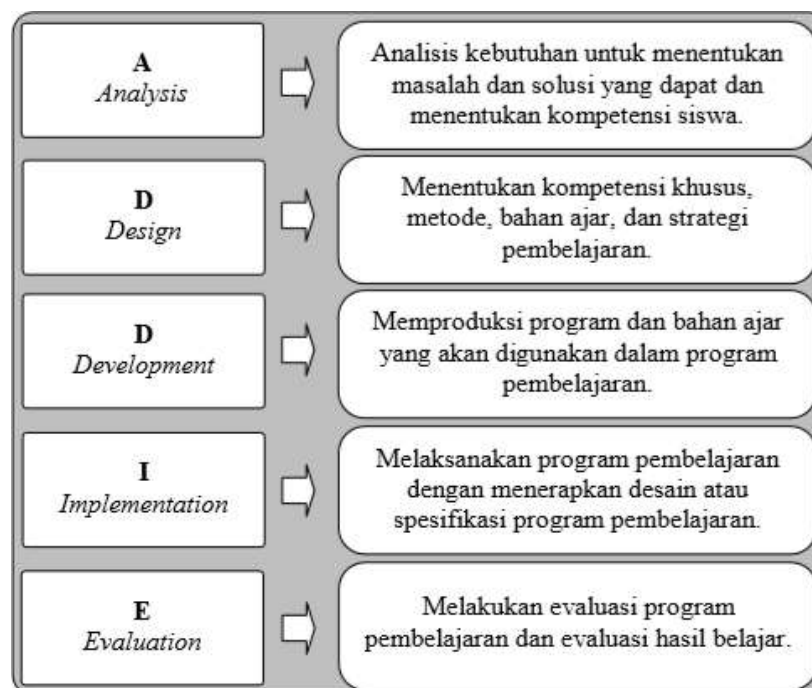 A
Analysis
Analisis kebutuhan untuk menentukan
masalah dan solusi yang dapat dan
menentukan kompetensi siswa.
D
Design
Menentukan kompetensi khusus,
metode, bahan ajar, dan strategi
pembelajaran.
D
Development
Memproduksi program dan bahan ajar
yang akan digunakan dalam program
pembelajaran.
I
Implementation
Melaksanakan program pembelajaran
dengan menerapkan desain atau
spesifikasi program pembelajaran.
E
Evaluation
Melakukan evaluasi program
pembelajaran dan evaluasi hasil belajar.